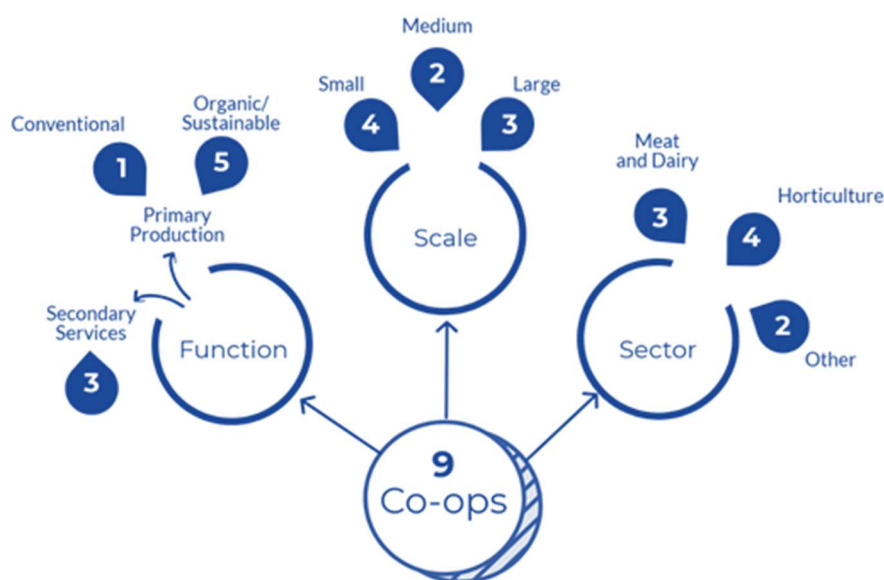 Medium
2
Small
4
Large
3
Scale
Conventional
1
Organic/
Sustainable
5
Primary
Production
Secondary
Services
3
Function
Meat
and Dairy
3
Horticulture
4
2
Other
Sector
9
Co-ops